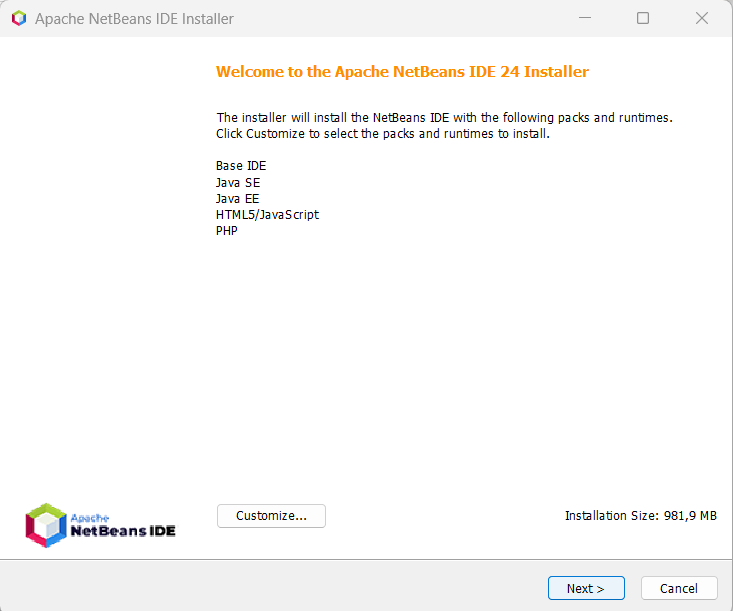 Apache NetBeans IDE Installer
Welcome to the Apache NetBeans IDE 24 Installer
The installer will install the NetBeans IDE with the following packs and runtimes.
Click Customize to select the packs and runtimes to install.
Base IDE
Java SE
Java EE
HTML5/JavaScript
PHP
Apache
NetBeans IDE
Customize...
Installation Size: 981,9 MB
Next >
Cancel